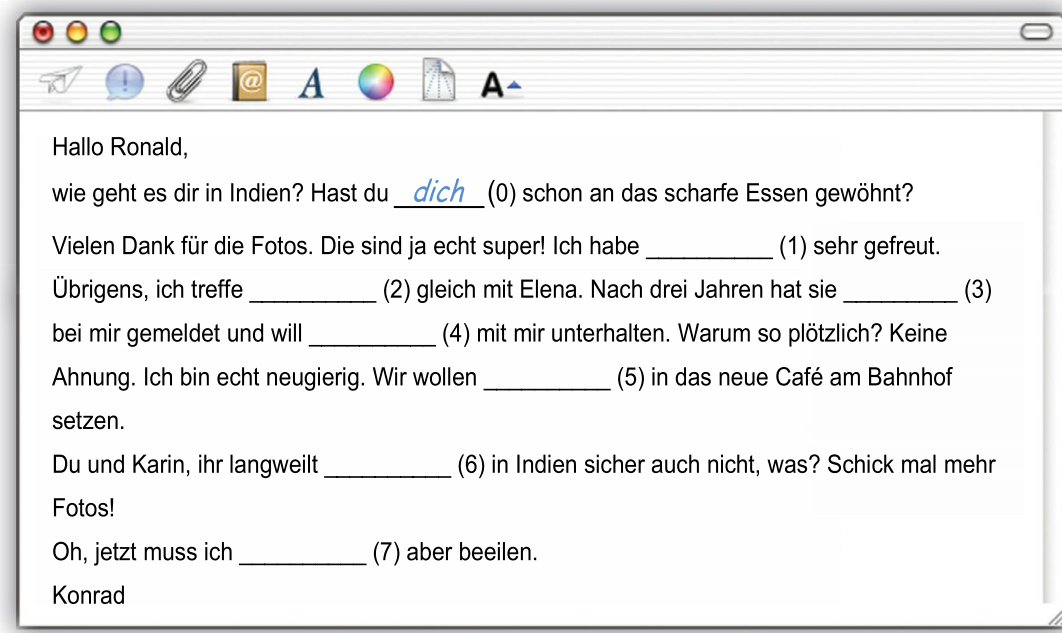 Hallo Ronald,
wie geht es dir in Indien? Hast du __dich__(0) schon an das scharfe Essen gewöhnt?
Vielen Dank für die Fotos. Die sind ja echt super! Ich habe __________ (1) sehr gefreut.
Übrigens, ich treffe __________ (2) gleich mit Elena. Nach drei Jahren hat sie _________ (3)
bei mir gemeldet und will __________ (4) mit mir unterhalten. Warum so plötzlich? Keine
Ahnung. Ich bin echt neugierig. Wir wollen __________ (5) in das neue Café am Bahnhof
setzen.
Du und Karin, ihr langweilt __________ (6) in Indien sicher auch nicht, was? Schick mal mehr
Fotos!
Oh, jetzt muss ich __________ (7) aber beeilen.
Konrad